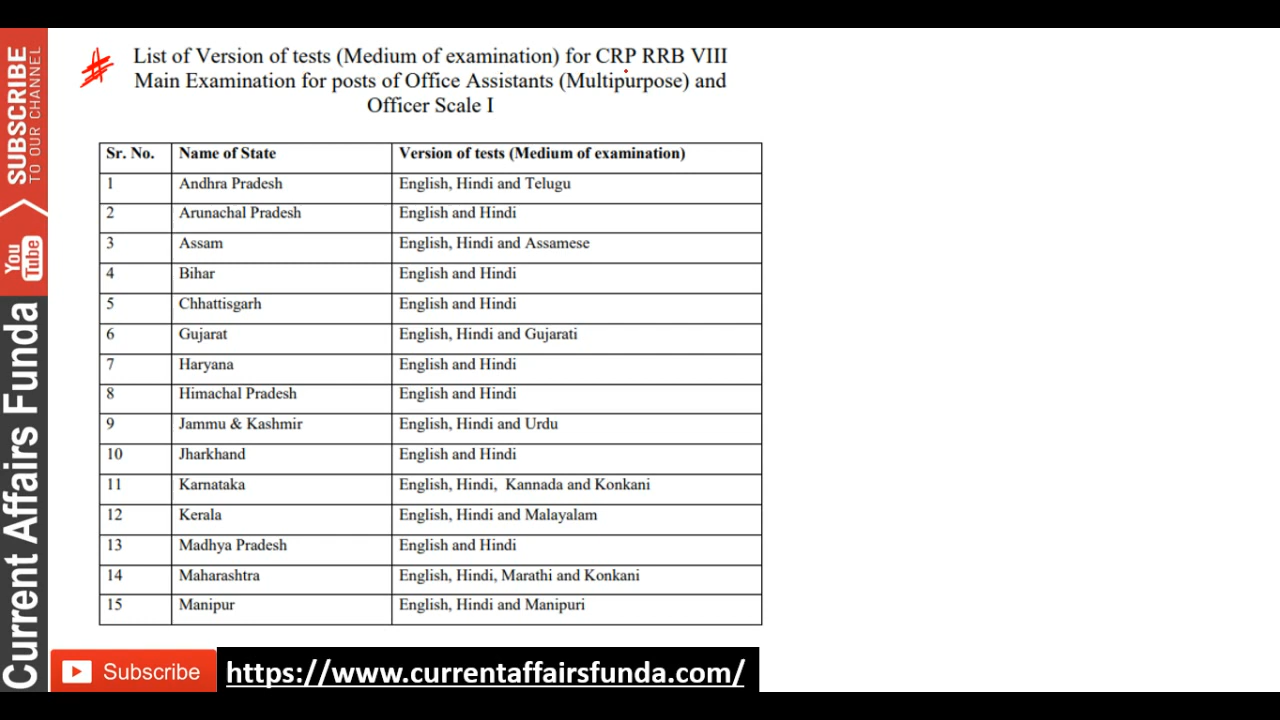 SUBSCRIBE
TO OUR CHANNEL
You
Tube
Current Affairs Funda
List of Version of tests (Medium of examination) for CRP RRB VIII
Main Examination for posts of Office Assistants (Multipurpose) and
Officer Scale I
Sr. No. Name of State Version of tests (Medium of examination)
1 Andhra Pradesh English, Hindi and Telugu
2 Arunachal Pradesh English and Hindi
3 Assam English, Hindi and Assamese
4 Bihar English and Hindi
5 Chhattisgarh English and Hindi
6 Gujarat English, Hindi and Gujarati
7 Haryana English and Hindi
8 Himachal Pradesh English and Hindi
9 Jammu & Kashmir English, Hindi and Urdu
10 Jharkhand English and Hindi
11 Karnataka English, Hindi, Kannada and Konkani
12 Kerala English, Hindi and Malayalam
13 Madhya Pradesh English and Hindi
14 Maharashtra English, Hindi, Marathi and Konkani
15 Manipur English, Hindi and Manipuri
Subscribe https://www.currentaffairsfunda.com/